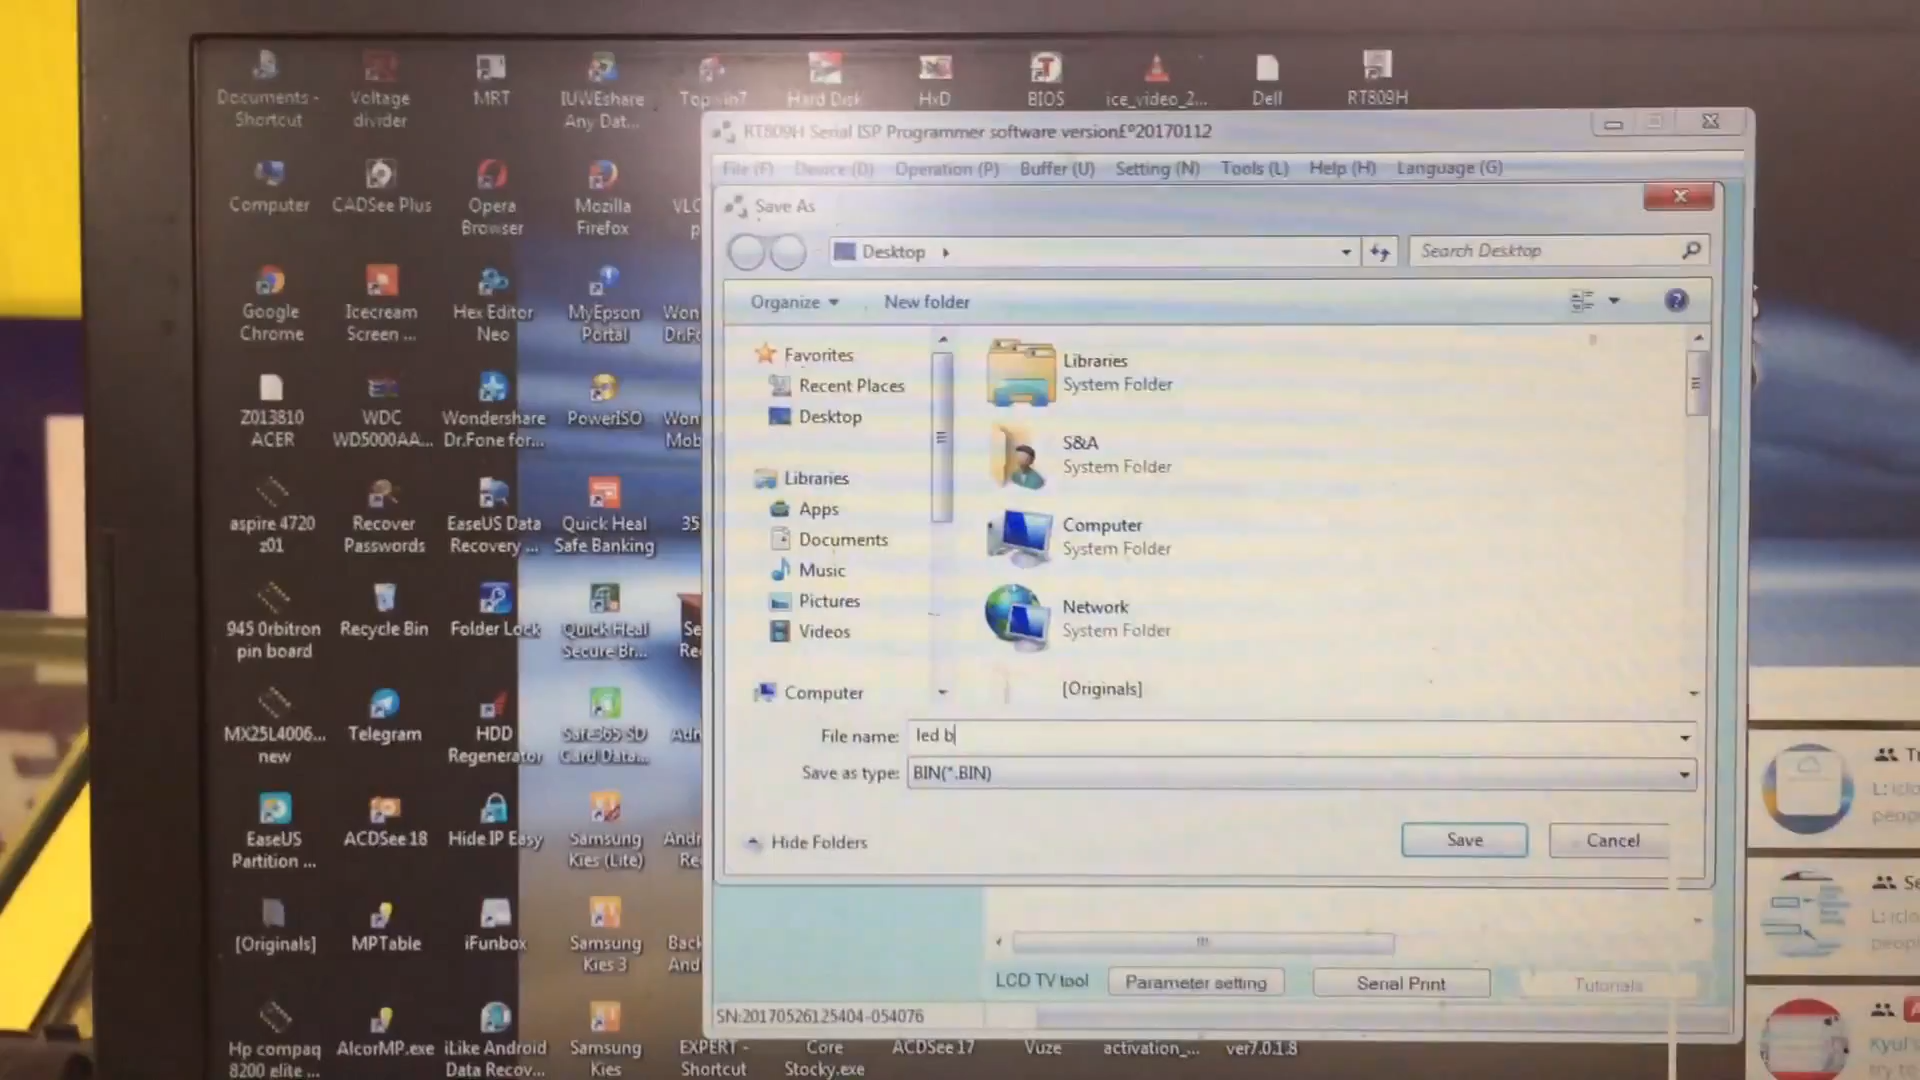 Documents -
Shortcut
Voltage
divider
MRT
IUWEshare
Any Dat...
Hard Disk
HxD
BIOS
ice_video_2...
Dell
RT809H
Computer
CADSee Plus
Opera
Browser
Mozilla
Firefox
VLC
Google
Chrome
Icecream
Screen ...
Hex Editor
Neo
MyEpson
Portal
Won
Dr.Fo
Z013810
ACER
WDC
WD5000AA...
Wondershare
Dr.Fone for...
PowerISO
Won
Mob
aspire 4720
z01
Recover
Passwords
EaseUS Data
Recovery ...
Quick Heal
Safe Banking
35
945 0rbitron
pin board
Recycle Bin
Folder Lock
Quick Heal
Secure Br...
Se
Re
MX25L4006...
new
Telegram
HDD
Regenerator
Safe365 SD
Card Data...
EaseUS
Partition ...
ACDSee 18
Hide IP Easy
Samsung
Kies (Lite)
Andr
Re
[Originals]
MPTable
iFunbox
Samsung
Kies 3
Back
And
Hp compaq
8200 elite ...
AlcorMP.exe
iLike Android
Data Recov...
Samsung
Kies
EXPERT -
Shortcut
Core
Stocky.exe
ACDSee 17
Vuze
activation_...
ver7.0.1.8
RT809H Serial ISP Programmer software version£º20170112
File (F) Device (D) Operation (P) Buffer (U) Setting (N) Tools (L) Help (H) Language (G)
Save As
Desktop
Search Desktop
Organize
New folder
Favorites
Recent Places
Desktop
Libraries
Apps
Documents
Music
Pictures
Videos
Computer
Libraries
System Folder
S&A
System Folder
Computer
System Folder
Network
System Folder
[Originals]
File name: led b
Save as type: BIN(*.BIN)
Hide Folders
Save
Cancel
LCD TV tool
Parameter setting
Serial Print
Tutorials
SN:20170526125404-054076
L: iclo
peop
Se
L: iclo
peop
Kyul's
try to